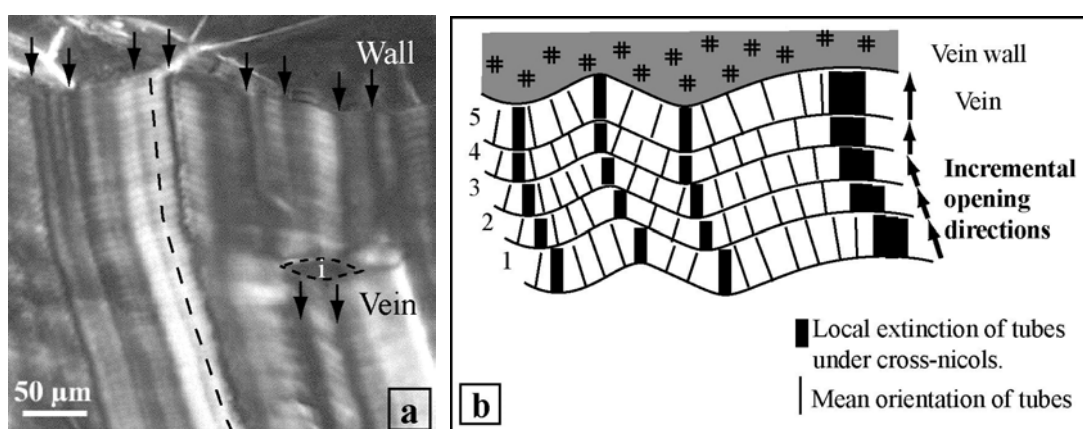 Wall
i
Vein
50 µm
a
Vein wall
Vein
5
4
3
2
1
Incremental
opening
directions
Local extinction of tubes
under cross-nicols.
Mean orientation of tubes
b